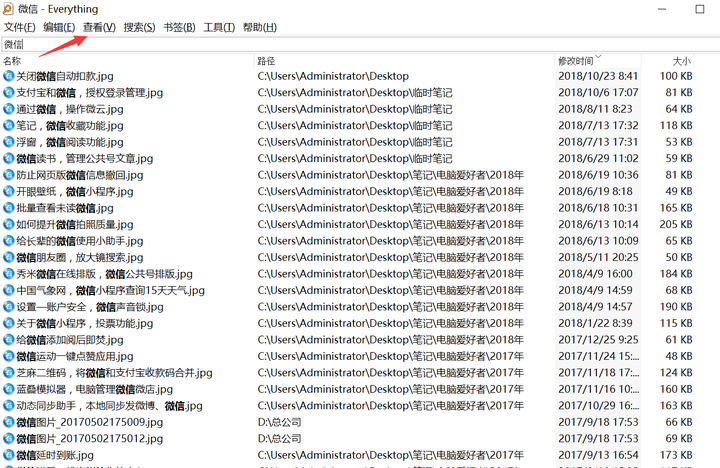 微信 - Everything
文件(F) 编辑(E) 查看(V) 搜索(S) 书签(B) 工具(T) 帮助(H)
微信
名称 路径 修改时间 大小
关闭微信自动扣款.jpg C:\Users\Administrator\Desktop 2018/10/23 8:41 100 KB
支付宝和微信，授权登录管理.jpg C:\Users\Administrator\Desktop\临时笔记 2018/10/6 17:07 81 KB
通过微信，操作微云.jpg C:\Users\Administrator\Desktop\临时笔记 2018/8/11 8:23 64 KB
笔记，微信收藏功能.jpg C:\Users\Administrator\Desktop\临时笔记 2018/7/13 17:32 118 KB
浮窗，微信阅读功能.jpg C:\Users\Administrator\Desktop\临时笔记 2018/7/13 17:31 53 KB
微信读书，管理公共号文章.jpg C:\Users\Administrator\Desktop\临时笔记 2018/6/29 11:02 59 KB
防止网页版微信信息撤回.jpg C:\Users\Administrator\Desktop\笔记\电脑爱好者\2018年 2018/6/19 10:36 81 KB
开眼壁纸，微信小程序.jpg C:\Users\Administrator\Desktop\笔记\电脑爱好者\2018年 2018/6/19 8:18 49 KB
批量查看未读微信.jpg C:\Users\Administrator\Desktop\笔记\电脑爱好者\2018年 2018/6/18 10:31 165 KB
如何提升微信拍照质量.jpg C:\Users\Administrator\Desktop\笔记\电脑爱好者\2018年 2018/6/13 10:14 205 KB
给长辈的微信使用小助手.jpg C:\Users\Administrator\Desktop\笔记\电脑爱好者\2018年 2018/6/13 10:09 65 KB
微信朋友圈，放大镜搜索.jpg C:\Users\Administrator\Desktop\笔记\电脑爱好者\2018年 2018/5/11 20:25 50 KB
秀米微信在线排版，微信公共号排版.jpg C:\Users\Administrator\Desktop\笔记\电脑爱好者\2018年 2018/4/9 16:00 184 KB
中国气象网，微信小程序查询15天天气.jpg C:\Users\Administrator\Desktop\笔记\电脑爱好者\2018年 2018/4/9 14:59 68 KB
设置—账户安全，微信声音锁.jpg C:\Users\Administrator\Desktop\笔记\电脑爱好者\2018年 2018/4/9 14:57 190 KB
关于微信小程序，投票功能.jpg C:\Users\Administrator\Desktop\笔记\电脑爱好者\2018年 2018/1/22 8:39 115 KB
给微信添加阅后即焚.jpg C:\Users\Administrator\Desktop\笔记\电脑爱好者\2017年 2017/12/25 9:25 61 KB
微信运动一键点赞应用.jpg C:\Users\Administrator\Desktop\笔记\电脑爱好者\2017年 2017/11/24 15:... 48 KB
芝麻二维码，将微信和支付宝收款码合并.jpg C:\Users\Administrator\Desktop\笔记\电脑爱好者\2017年 2017/11/18 17:... 124 KB
蓝叠模拟器，电脑管理微信微店.jpg C:\Users\Administrator\Desktop\笔记\电脑爱好者\2017年 2017/11/16 10:... 160 KB
动态同步助手，本地同步发微博、微信.jpg C:\Users\Administrator\Desktop\笔记\电脑爱好者\2017年 2017/10/29 16:... 163 KB
微信图片_20170502175009.jpg D:\总公司 2017/9/18 17:53 66 KB
微信图片_20170502175012.jpg D:\总公司 2017/9/18 17:53 69 KB
微信延时到账.jpg C:\Users\Administrator\Desktop\笔记\电脑爱好者\2017年 2017/9/13 16:54 173 KB